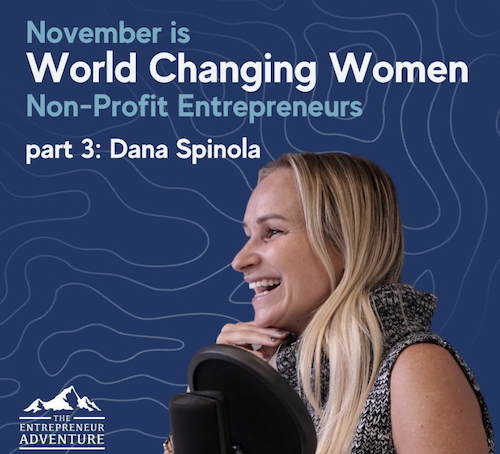 November is
World Changing Women
Non-Profit Entrepreneurs
part 3: Dana Spinola
THE
ENTREPRENEUR
ADVENTURE